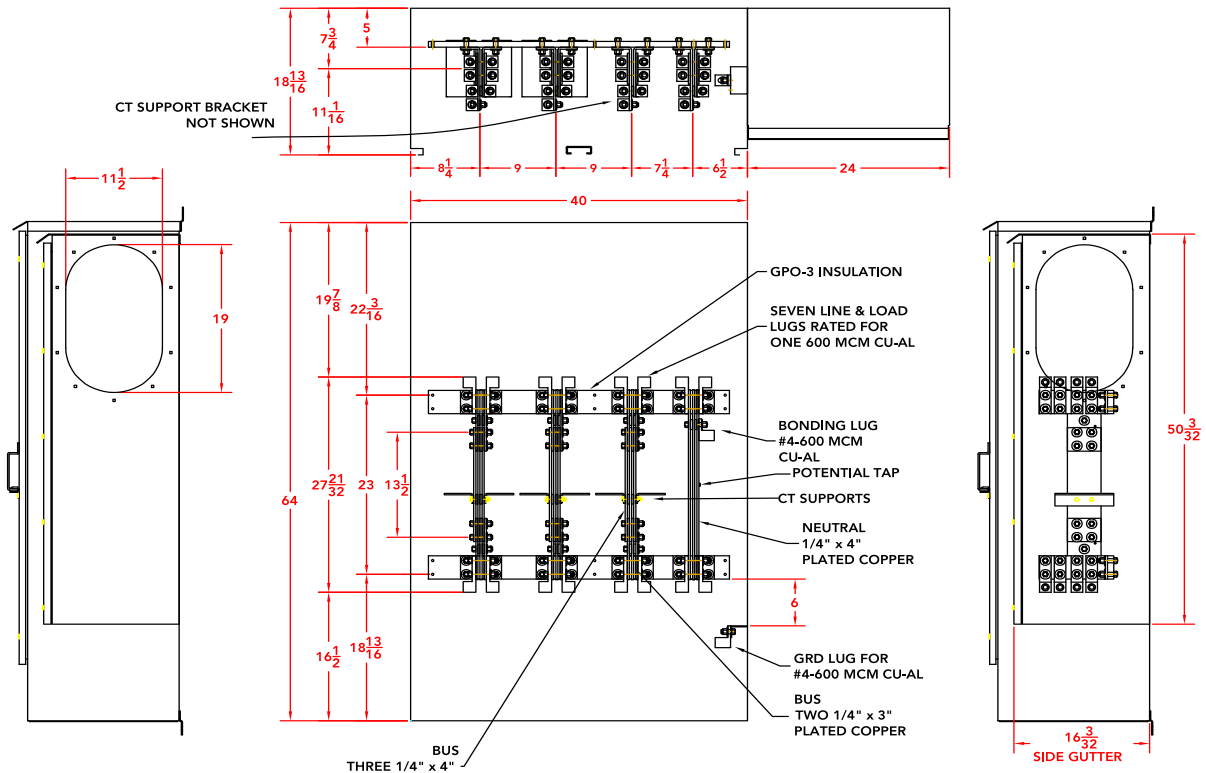 5
7 3/4
18 13/16
11 1/16
CT SUPPORT BRACKET
NOT SHOWN
8 1/4
9
9
7 1/4
6 1/2
24
40
11 1/2
19
19 7/8
22 3/16
64
27 21/32
23
13 1/2
16 1/2
18 13/16
6
GPO-3 INSULATION
SEVEN LINE & LOAD
LUGS RATED FOR
ONE 600 MCM CU-AL
BONDING LUG
#4-600 MCM
CU-AL
POTENTIAL TAP
CT SUPPORTS
NEUTRAL
1/4" x 4"
PLATED COPPER
GRD LUG FOR
#4-600 MCM CU-AL
BUS
TWO 1/4" x 3"
PLATED COPPER
BUS
THREE 1/4" x 4"
50 3/32
16 3/32
SIDE GUTTER